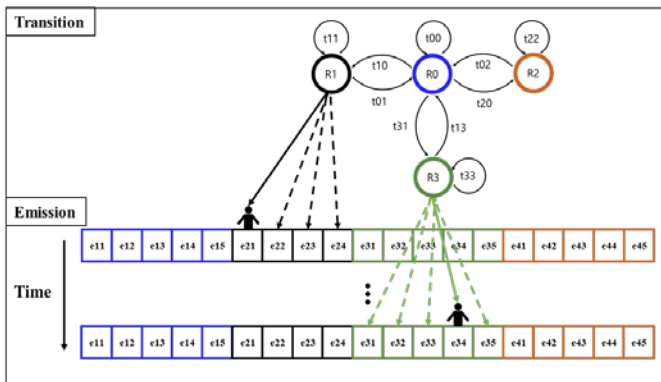 Transition
t11
t00
t22
R1
t10
R0
t02
R2
t01
t20
t31
t13
R3
t33
Emission
e11 e12 e13 e14 e15 e21 e22 e23 e24 e31 e32 e33 e34 e35 e41 e42 e43 e44 e45
Time
e11 e12 e13 e14 e15 e21 e22 e23 e24 e31 e32 e33 e34 e35 e41 e42 e43 e44 e45